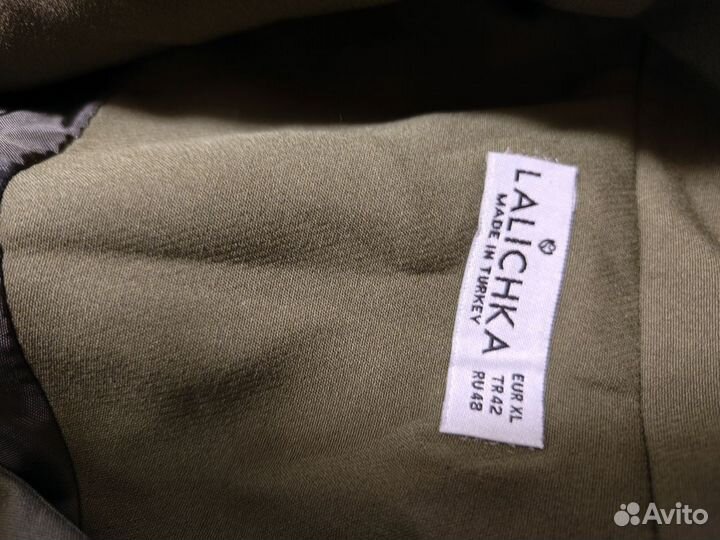 LALICHKA
MADE IN TURKEY
EUR XL
TR 42
RU 48
Avito